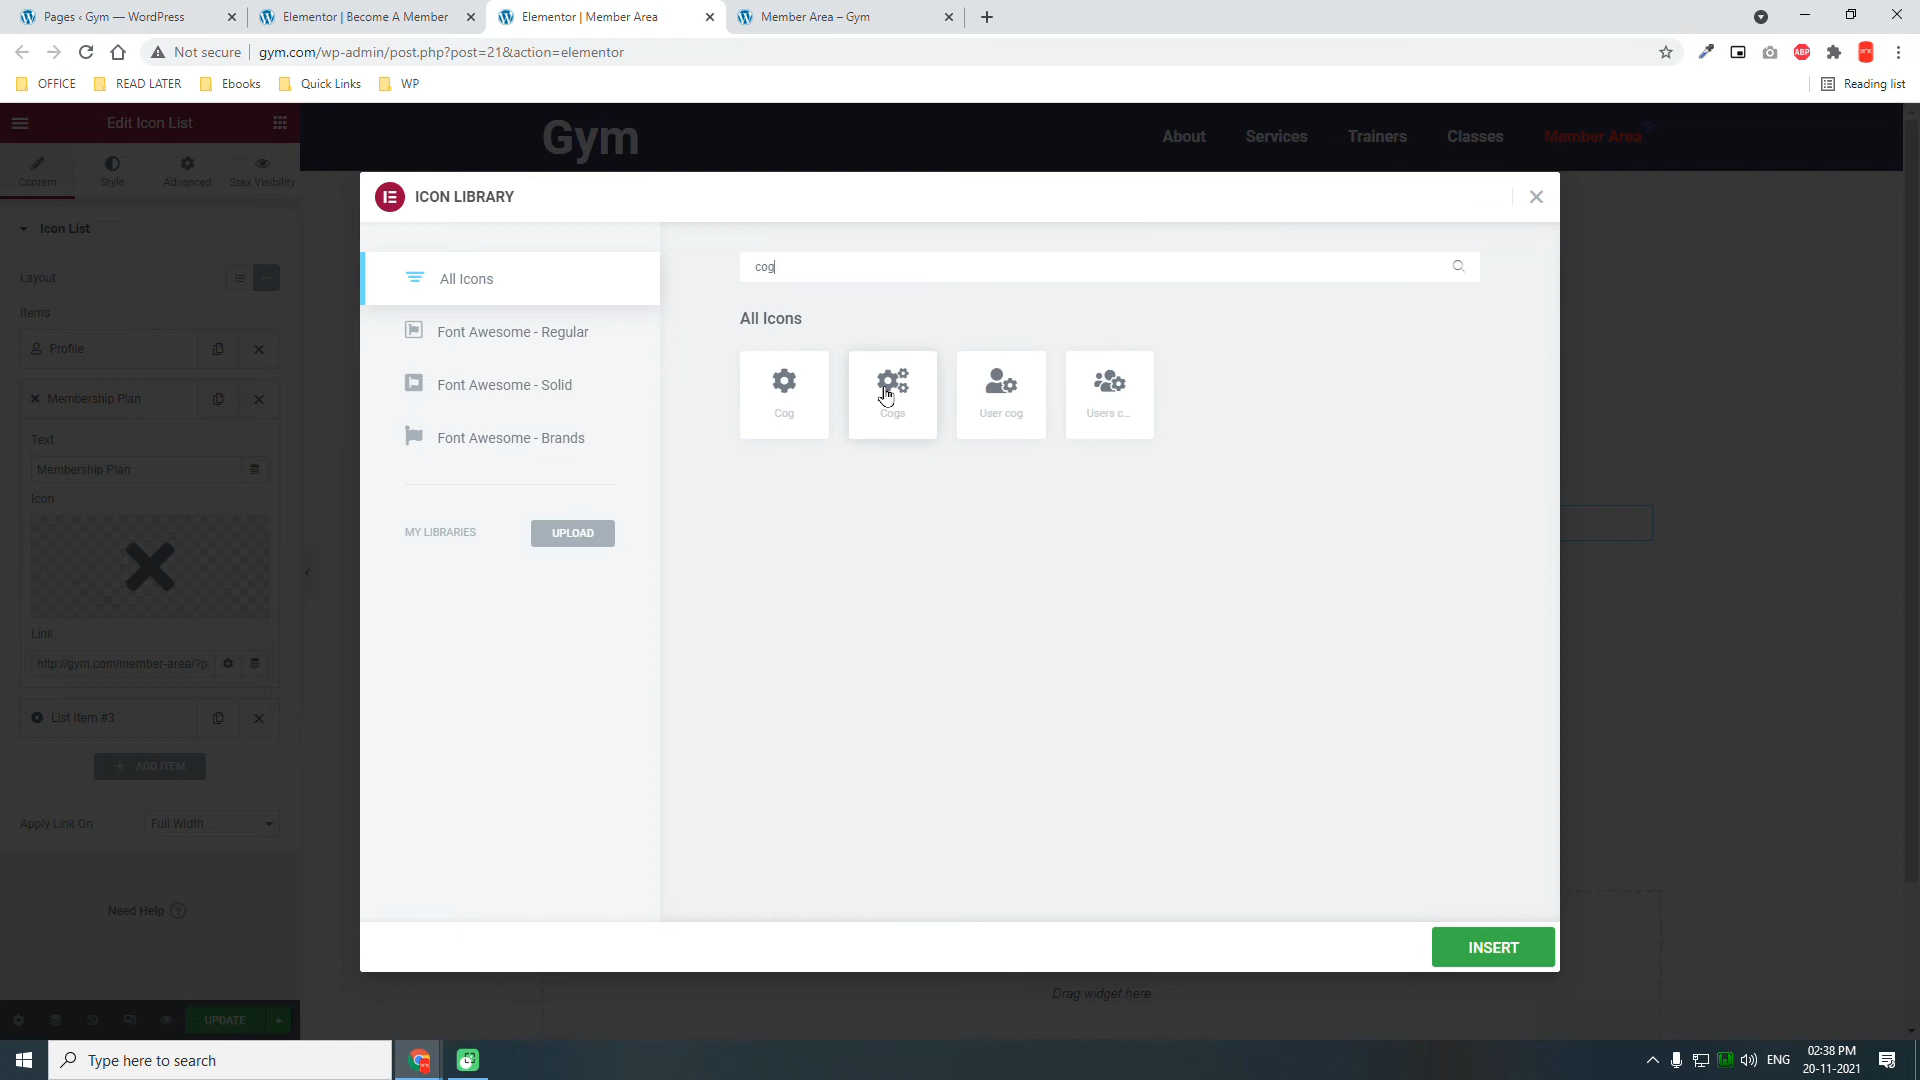 Pages ‹ Gym — WordPress
Elementor | Become A Member
Elementor | Member Area
Member Area – Gym
Not secure
gym.com/wp-admin/post.php?post=21&action=elementor
ABP
OFFICE
READ LATER
Ebooks
Quick Links
WP
Reading list
Edit Icon List
Gym
About
Services
Trainers
Classes
Member Area
Content
Style
Advanced
Stax Visibility
ICON LIBRARY
Icon List
All Icons
cog
Layout
Items
All Icons
Font Awesome - Regular
Profile
Font Awesome - Solid
Membership Plan
Cog
Cogs
User cog
Users c...
Font Awesome - Brands
Text
Membership Plan
Icon
MY LIBRARIES
UPLOAD
Link
http://gym.com/member-area/?p
List Item #3
+ ADD ITEM
Apply Link On
Full Width
Need Help ?
INSERT
Drag widget here
UPDATE
Type here to search
ENG
02:38 PM
20-11-2021